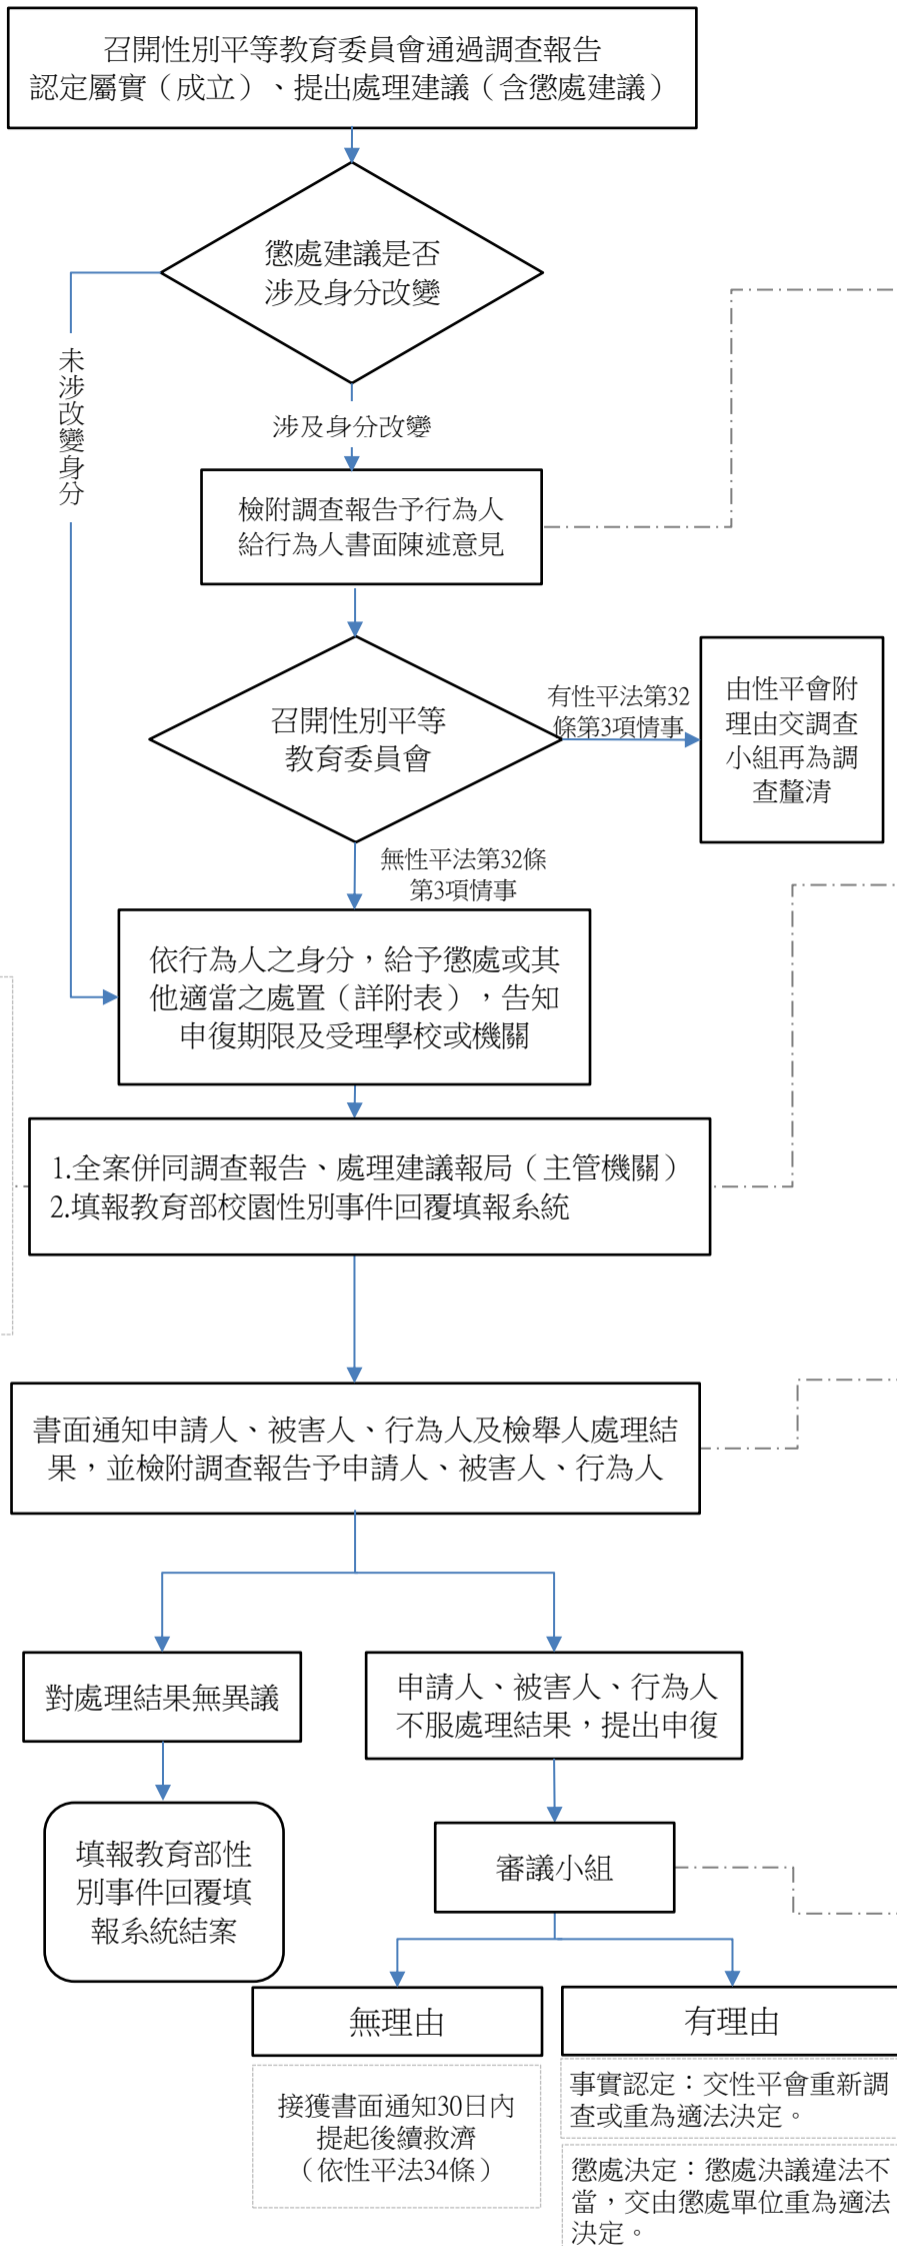 召開性別平等教育委員會通過調查報告
認定屬實（成立）、提出處理建議（含懲處建議）
懲處建議是否
涉及身分改變
未涉改變身分
涉及身分改變
檢附調查報告予行為人
給行為人書面陳述意見
召開性別平等
教育委員會
有性平法第32
條第3項情事
由性平會附
理由交調查
小組再為調
查釐清
無性平法第32條
第3項情事
依行為人之身分，給予懲處或其
他適當之處置（詳附表），告知
申復期限及受理學校或機關
1.全案併同調查報告、處理建議報局（主管機關）
2.填報教育部校園性別事件回覆填報系統
書面通知申請人、被害人、行為人及檢舉人處理結
果，並檢附調查報告予申請人、被害人、行為人
對處理結果無異議
申請人、被害人、行為人
不服處理結果，提出申復
填報教育部性
別事件回覆填
報系統結案
審議小組
無理由
有理由
接獲書面通知30日內
提起後續救濟
（依性平法34條）
事實認定：交性平會重新調
查或重為適法決定。
懲處決定：懲處決議違法不
當，交由懲處單位重為適法
決定。